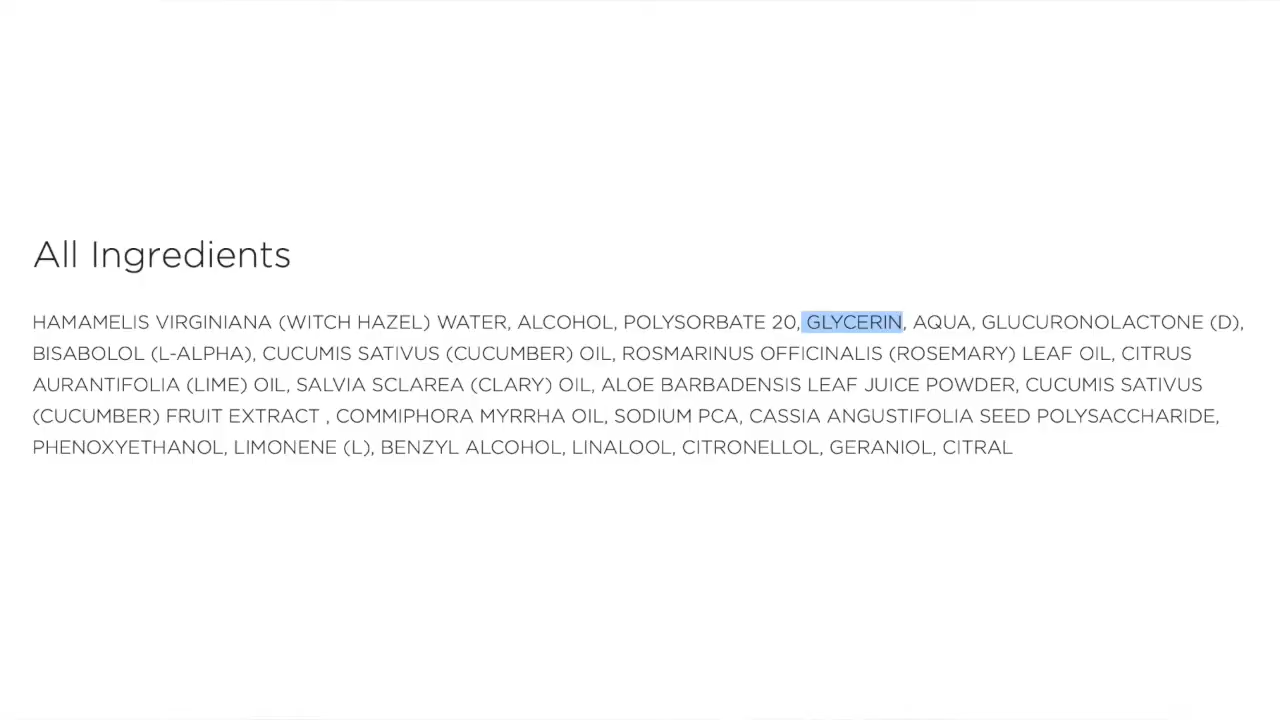 All Ingredients
HAMAMELIS VIRGINIANA (WITCH HAZEL) WATER, ALCOHOL, POLYSORBATE 20, GLYCERIN, AQUA, GLUCURONOLACTONE (D),
BISABOLOL (L-ALPHA), CUCUMIS SATIVUS (CUCUMBER) OIL, ROSMARINUS OFFICINALIS (ROSEMARY) LEAF OIL, CITRUS
AURANTIFOLIA (LIME) OIL, SALVIA SCLAREA (CLARY) OIL, ALOE BARBADENSIS LEAF JUICE POWDER, CUCUMIS SATIVUS
(CUCUMBER) FRUIT EXTRACT , COMMIPHORA MYRRHA OIL, SODIUM PCA, CASSIA ANGUSTIFOLIA SEED POLYSACCHARIDE,
PHENOXYETHANOL, LIMONENE (L), BENZYL ALCOHOL, LINALOOL, CITRONELLOL, GERANIOL, CITRAL